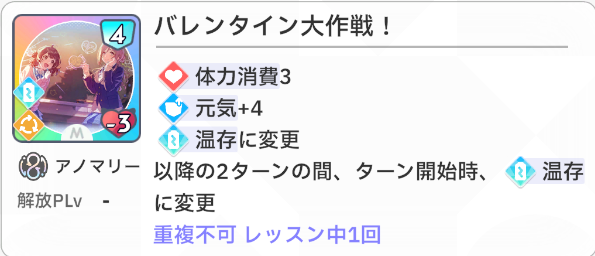 バレンタイン大作戦！
4
-3
M
体力消費3
元気+4
温存に変更
以降の2ターンの間、ターン開始時、温存
に変更
重複不可 レッスン中1回
アノマリー
解放PLv -